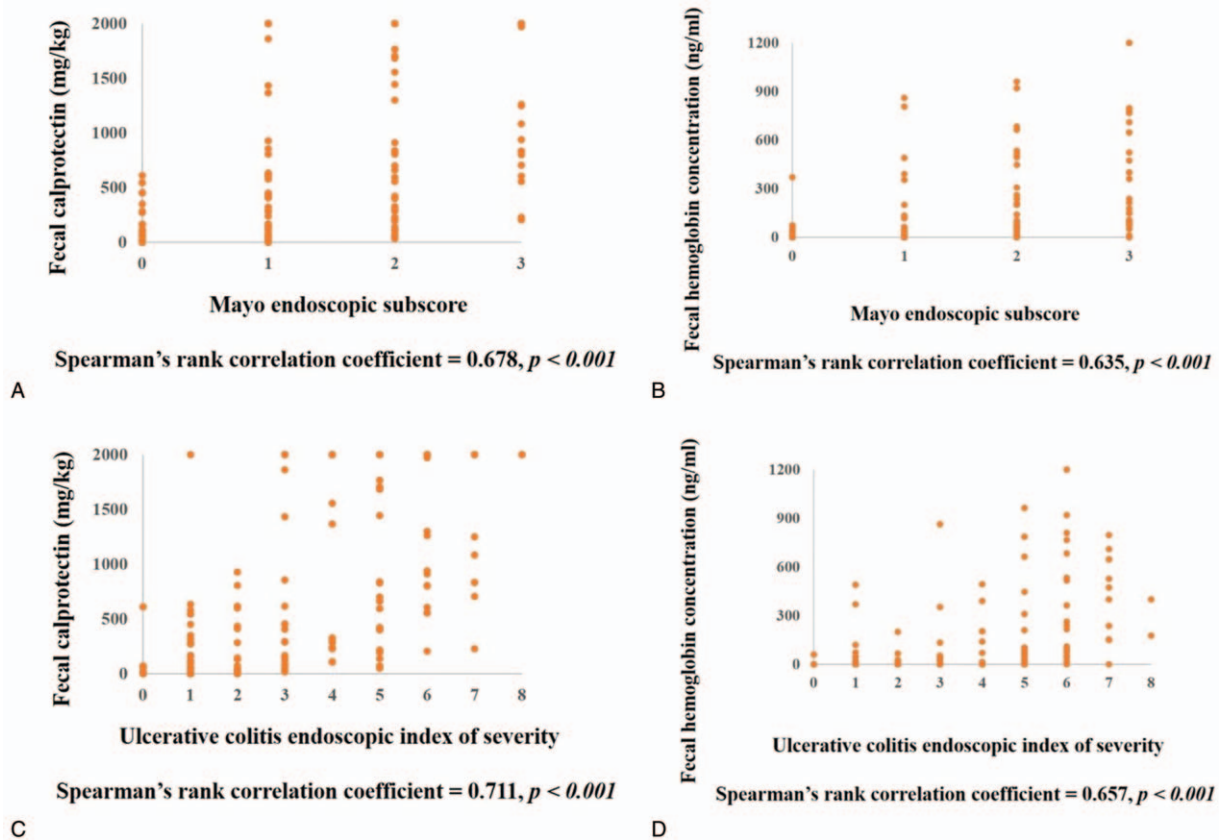 Fecal calprotectin (mg/kg)
2000
1500
1000
500
0
0 1 2 3
Mayo endoscopic subscore
Spearman’s rank correlation coefficient = 0.678, p < 0.001
A
Fecal hemoglobin concentration (ng/ml)
1200
900
600
300
0
0 1 2 3
Mayo endoscopic subscore
Spearman’s rank correlation coefficient = 0.635, p < 0.001
B
Fecal calprotectin (mg/kg)
2000
1500
1000
500
0
0 1 2 3 4 5 6 7 8
Ulcerative colitis endoscopic index of severity
Spearman’s rank correlation coefficient = 0.711, p < 0.001
C
Fecal hemoglobin concentration (ng/ml)
1200
900
600
300
0
0 1 2 3 4 5 6 7 8
Ulcerative colitis endoscopic index of severity
Spearman’s rank correlation coefficient = 0.657, p < 0.001
D